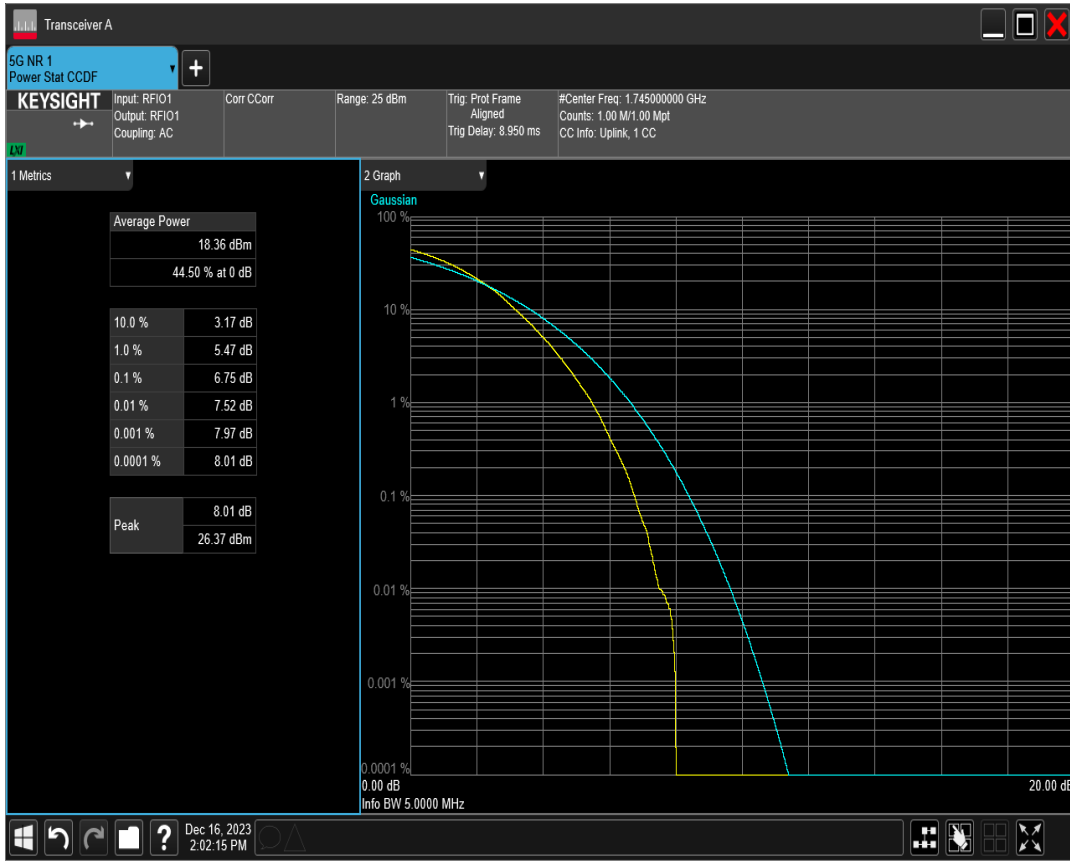 Transceiver A
5G NR 1
Power Stat CCDF
+
KEYSIGHT
LXI
Input: RFIO1
Output: RFIO1
Coupling: AC
Corr CCorr
Range: 25 dBm
Trig: Prot Frame
Aligned
Trig Delay: 8.950 ms
#Center Freq: 1.745000000 GHz
Counts: 1.00 M/1.00 Mpt
CC Info: Uplink, 1 CC
1 Metrics
Average Power
18.36 dBm
44.50 % at 0 dB
10.0 % 3.17 dB
1.0 % 5.47 dB
0.1 % 6.75 dB
0.01 % 7.52 dB
0.001 % 7.97 dB
0.0001 % 8.01 dB
Peak 8.01 dB
26.37 dBm
2 Graph
Gaussian
100 %
10 %
1 %
0.1 %
0.01 %
0.001 %
0.0001 %
0.00 dB 20.00 dB
Info BW 5.0000 MHz
? Dec 16, 2023
2:02:15 PM